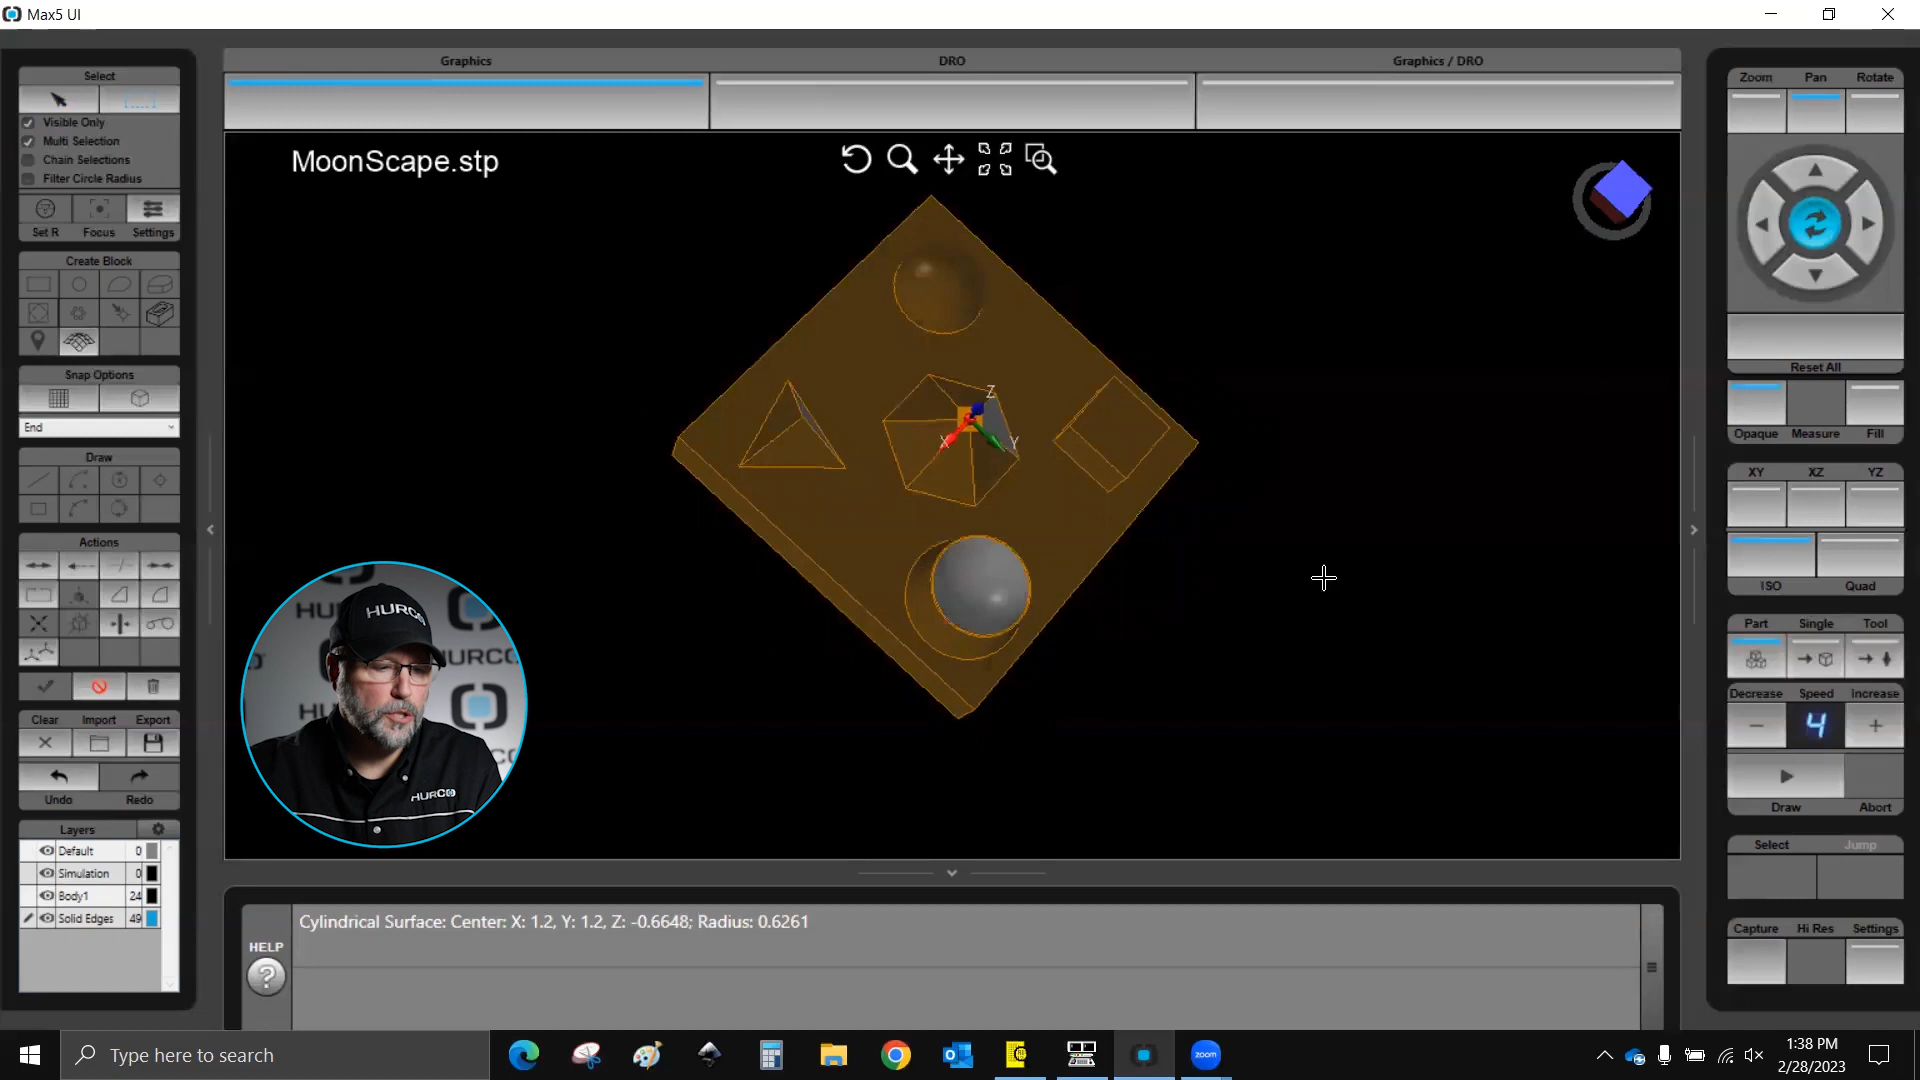 Max5 UI
Select
Visible Only
Multi Selection
Chain Selections
Filter Circle Radius
Set R Focus Settings
Create Block
Snap Options
End
Draw
Actions
Clear Import Export
Undo Redo
Layers
Default 0
Simulation 0
Body1 24
Solid Edges 49
Graphics DRO Graphics / DRO
MoonScape.stp
Z
X Y
HURCO
HURCO
HELP
?
Cylindrical Surface: Center: X: 1.2, Y: 1.2, Z: -0.6648; Radius: 0.6261
Zoom Pan Rotate
Reset All
Opaque Measure Fill
XY XZ YZ
ISO Quad
Part Single Tool
Decrease Speed Increase
4
Draw Abort
Select Jump
Capture Hi Res Settings
Type here to search
zoom
1:38 PM
2/28/2023